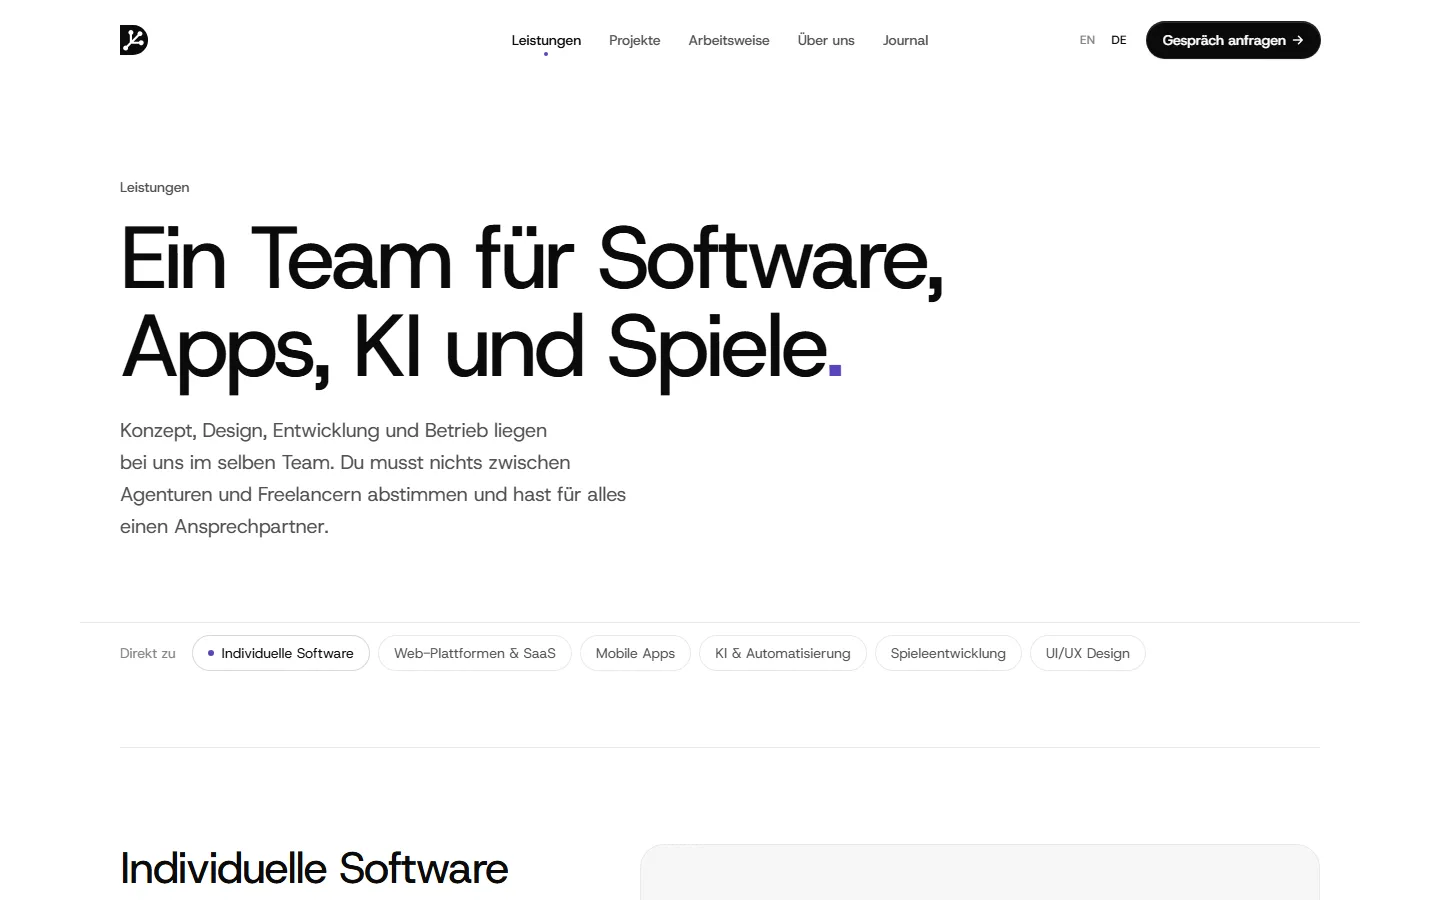 Leistungen
Projekte
Arbeitsweise
Über uns
Journal
EN
DE
Gespräch anfragen →
Leistungen
Ein Team für Software,
Apps, KI und Spiele.
Konzept, Design, Entwicklung und Betrieb liegen
bei uns im selben Team. Du musst nichts zwischen
Agenturen und Freelancern abstimmen und hast für alles
einen Ansprechpartner.
Direkt zu
Individuelle Software
Web-Plattformen & SaaS
Mobile Apps
KI & Automatisierung
Spieleentwicklung
UI/UX Design
Individuelle Software